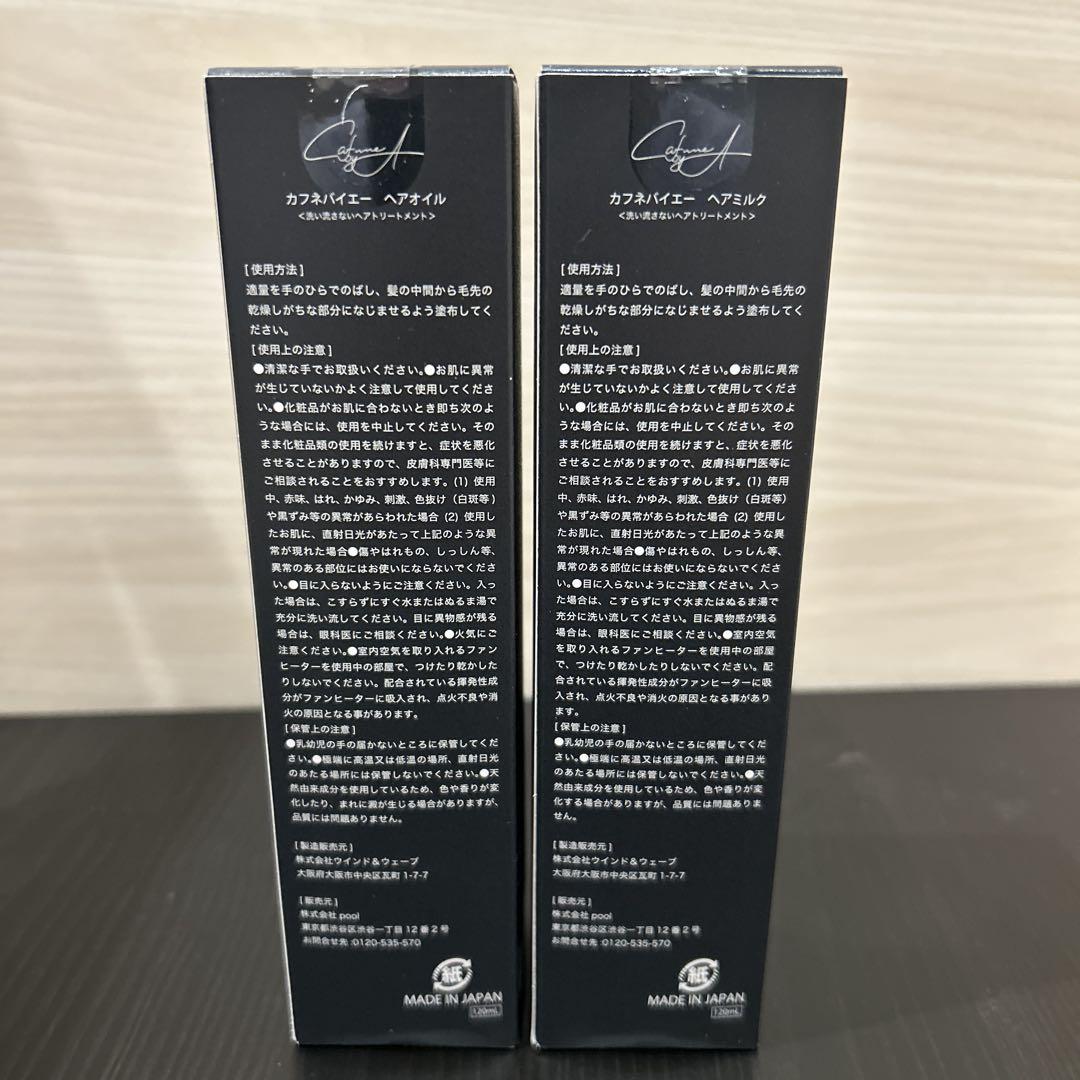 Cafune by A.
カフネバイエー　ヘアオイル
<洗い流さないヘアトリートメント>
[使用方法]
適量を手のひらでのばし、髪の中間から毛先の
乾燥しがちな部分になじませるよう塗布してく
ださい。
[使用上の注意]
●清潔な手でお取扱いください。●お肌に異常
が生じていないかよく注意して使用してくださ
い。●化粧品がお肌に合わないとき即ち次のよ
うな場合には、使用を中止してください。その
まま化粧品類の使用を続けますと、症状を悪化
させることがありますので、皮膚科専門医等に
ご相談されることをおすすめします。(1) 使用
中、赤味、はれ、かゆみ、刺激、色抜け（白斑等)
や黒ずみ等の異常があらわれた場合 (2) 使用し
たお肌に、直射日光があたって上記のような異
常が現れた場合●傷やはれもの、しっしん等、
異常のある部位にはお使いにならないでくださ
い。●目に入らないようにご注意ください。入っ
た場合は、こすらずにすぐ水またはぬるま湯で
充分に洗い流してください。目に異物感が残る
場合は、眼科医にご相談ください。●火気にご
注意ください。●室内空気を取り入れるファン
ヒーターを使用中の部屋で、つけたり乾かした
りしないでください。配合されている揮発性成
分がファンヒーターに吸入され、点火不良や消
火の原因となる事があります。
[保管上の注意]
●乳幼児の手の届かないところに保管してくだ
さい。●極端に高温又は低温の場所、直射日光
のあたる場所には保管しないでください。●天
然由来成分を使用しているため、色や香りが変
化したり、まれに澱が生じる場合がありますが、
品質には問題ありません。
[製造販売元]
株式会社ウインド&ウェーブ
大阪府大阪市中央区瓦町1-7-7
[販売元]
株式会社 pool
東京都渋谷区渋谷一丁目12番2号
お問合せ先:0120-535-570
紙
MADE IN JAPAN
120mL
Cafune by A.
カフネバイエー　ヘアミルク
<洗い流さないヘアトリートメント>
[使用方法]
適量を手のひらでのばし、髪の中間から毛先の
乾燥しがちな部分になじませるよう塗布してく
ださい。
[使用上の注意]
●清潔な手でお取扱いください。●お肌に異常
が生じていないかよく注意して使用してくださ
い。●化粧品がお肌に合わないとき即ち次のよ
うな場合には、使用を中止してください。その
まま化粧品類の使用を続けますと、症状を悪化
させることがありますので、皮膚科専門医等に
ご相談されることをおすすめします。(1) 使用
中、赤味、はれ、かゆみ、刺激、色抜け（白斑等）
や黒ずみ等の異常があらわれた場合 (2) 使用し
たお肌に、直射日光があたって上記のような異
常が現れた場合●傷やはれもの、しっしん等、
異常のある部位にはお使いにならないでくださ
い。●目に入らないようにご注意ください。入っ
た場合は、こすらずにすぐ水またはぬるま湯で
充分に洗い流してください。目に異物感が残る
場合は、眼科医にご相談ください。●室内空気
を取り入れるファンヒーターを使用中の部屋
で、つけたり乾かしたりしないでください。配
合されている揮発性成分がファンヒーターに吸
入され、点火不良や消火の原因となる事があり
ます。
[保管上の注意]
●乳幼児の手の届かないところに保管してくだ
さい。●極端に高温又は低温の場所、直射日光
のあたる場所には保管しないでください。●天
然由来成分を使用しているため、色や香りが変
化する場合がありますが、品質には問題ありま
せん。
[製造販売元]
株式会社ウインド&ウェーブ
大阪府大阪市中央区瓦町1-7-7
[販売元]
株式会社 pool
東京都渋谷区渋谷一丁目12番2号
お問合せ先:0120-535-570
紙
MADE IN JAPAN
120mL